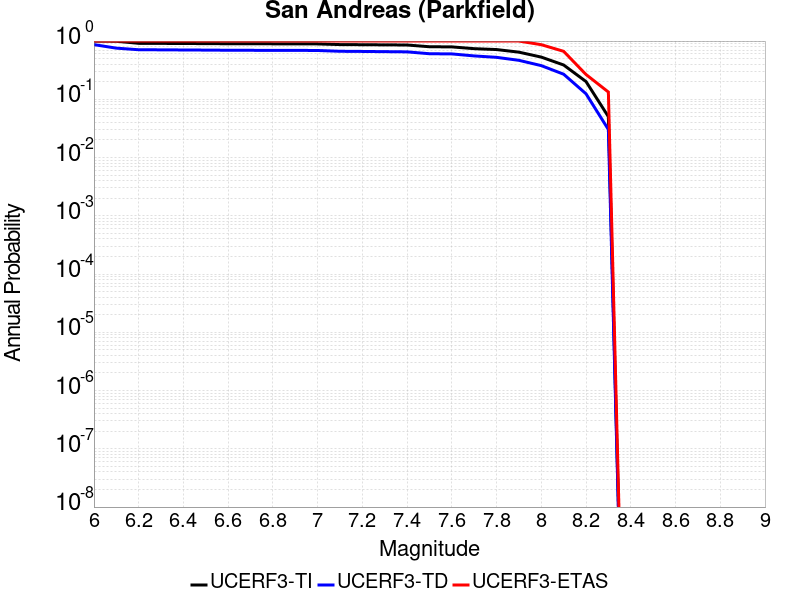 San Andreas (Parkfield)
10^0
10^-1
10^-2
10^-3
10^-4
10^-5
10^-6
10^-7
10^-8
Annual Probability
6 6.2 6.4 6.6 6.8 7 7.2 7.4 7.6 7.8 8 8.2 8.4 8.6 8.8 9
Magnitude
UCERF3-TI UCERF3-TD UCERF3-ETAS